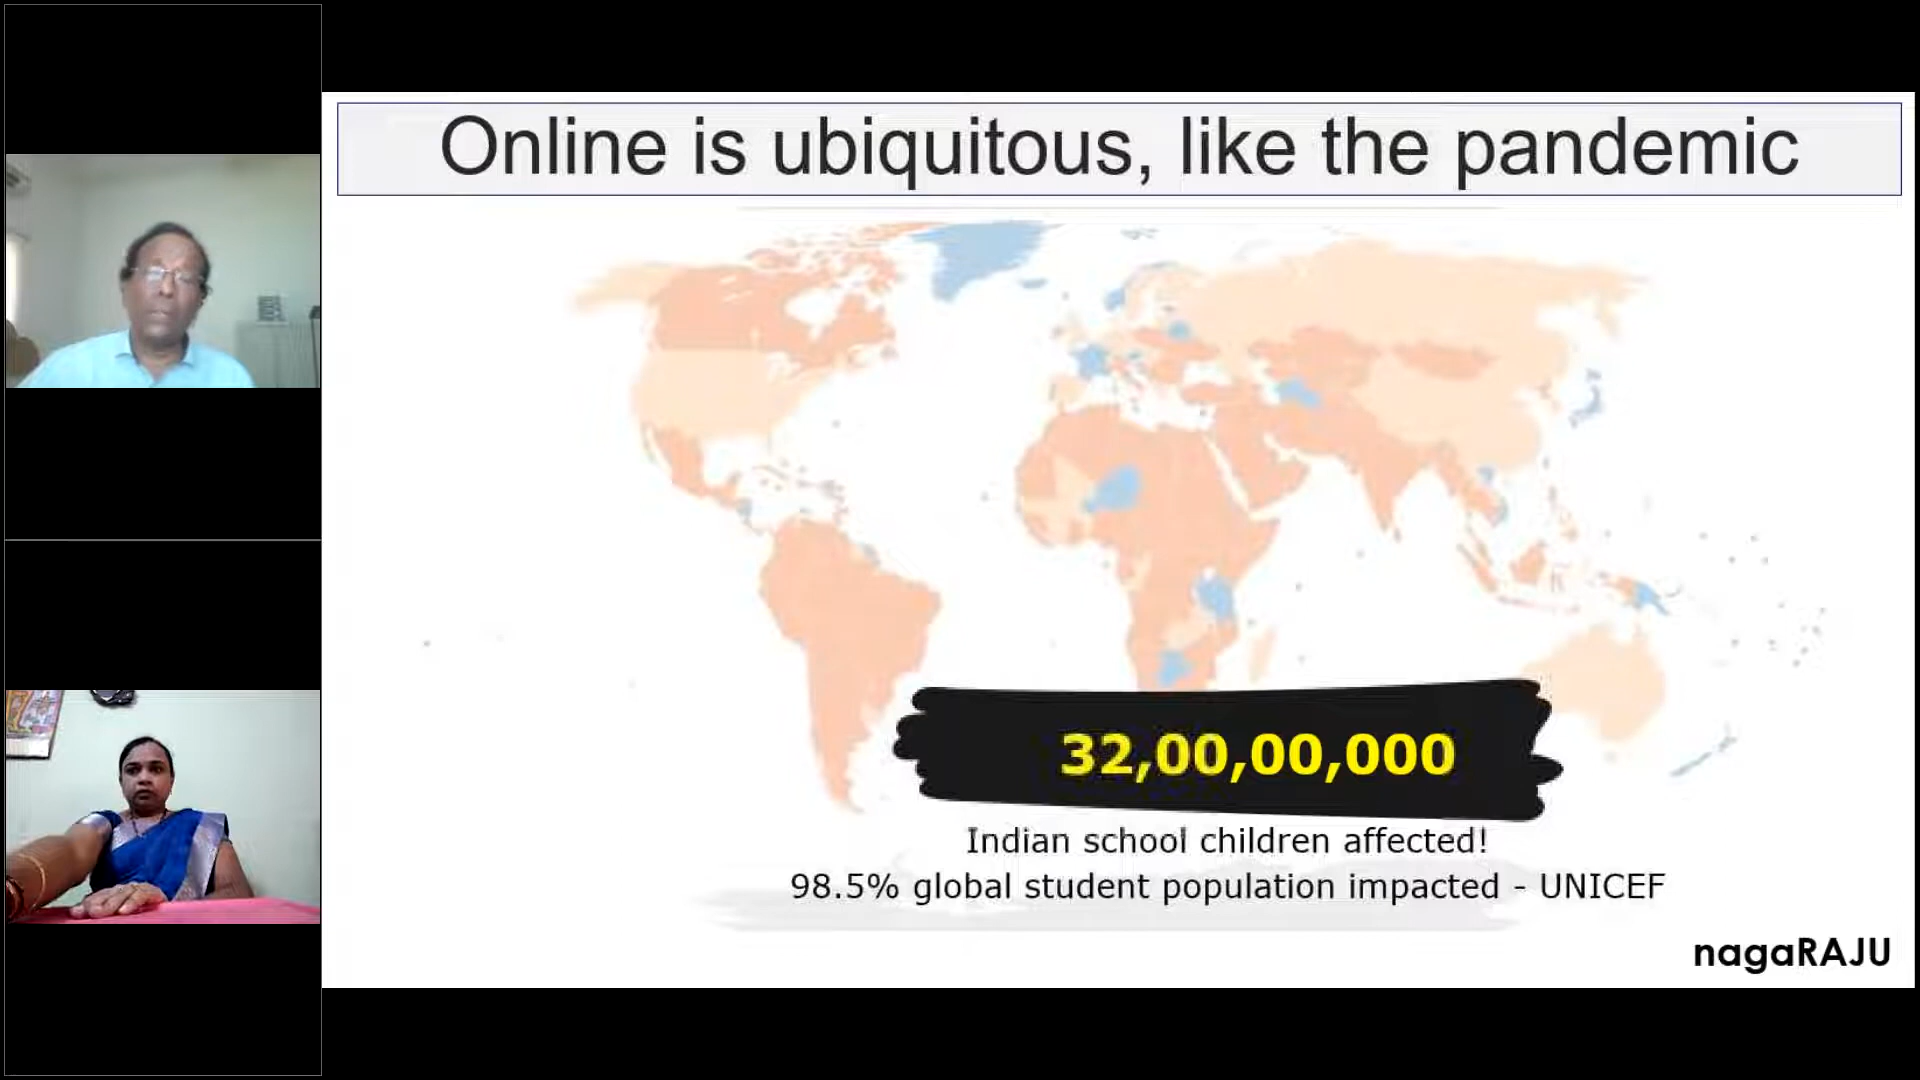 Online is ubiquitous, like the pandemic
32,00,00,000
Indian school children affected!
98.5% global student population impacted - UNICEF
nagaRAJU